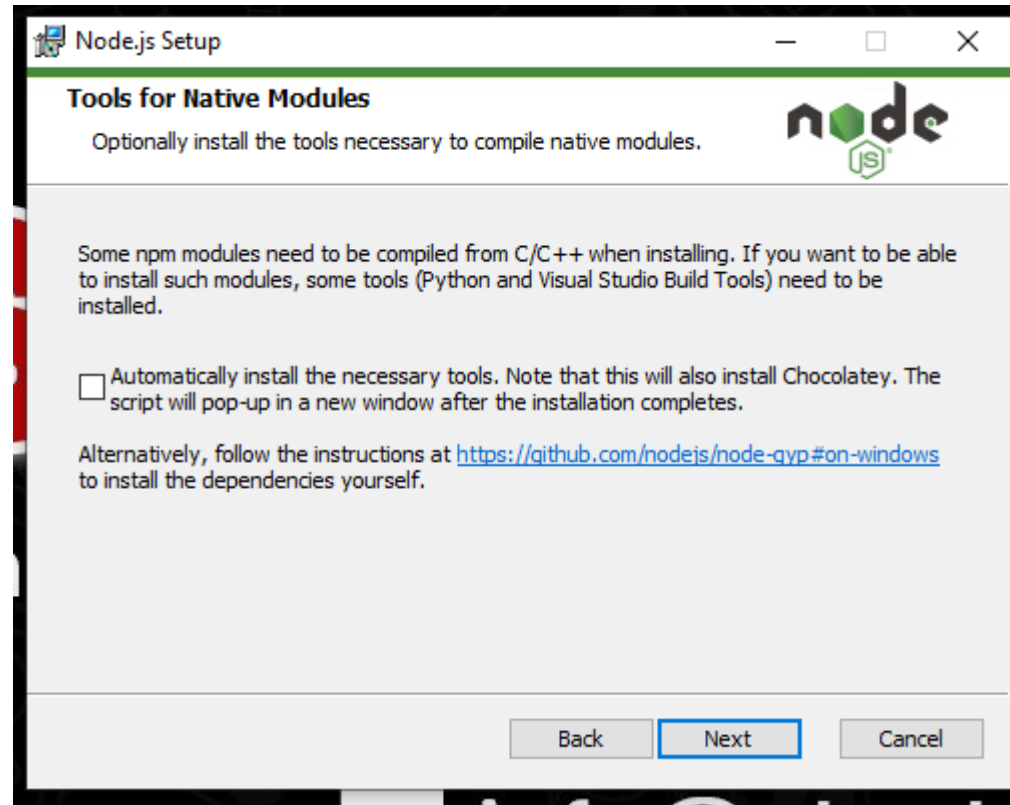 Node.js Setup
Tools for Native Modules
Optionally install the tools necessary to compile native modules.
node
JS
Some npm modules need to be compiled from C/C++ when installing. If you want to be able
to install such modules, some tools (Python and Visual Studio Build Tools) need to be
installed.
Automatically install the necessary tools. Note that this will also install Chocolatey. The
script will pop-up in a new window after the installation completes.
Alternatively, follow the instructions at https://github.com/nodejs/node-gyp#on-windows
to install the dependencies yourself.
Back Next Cancel